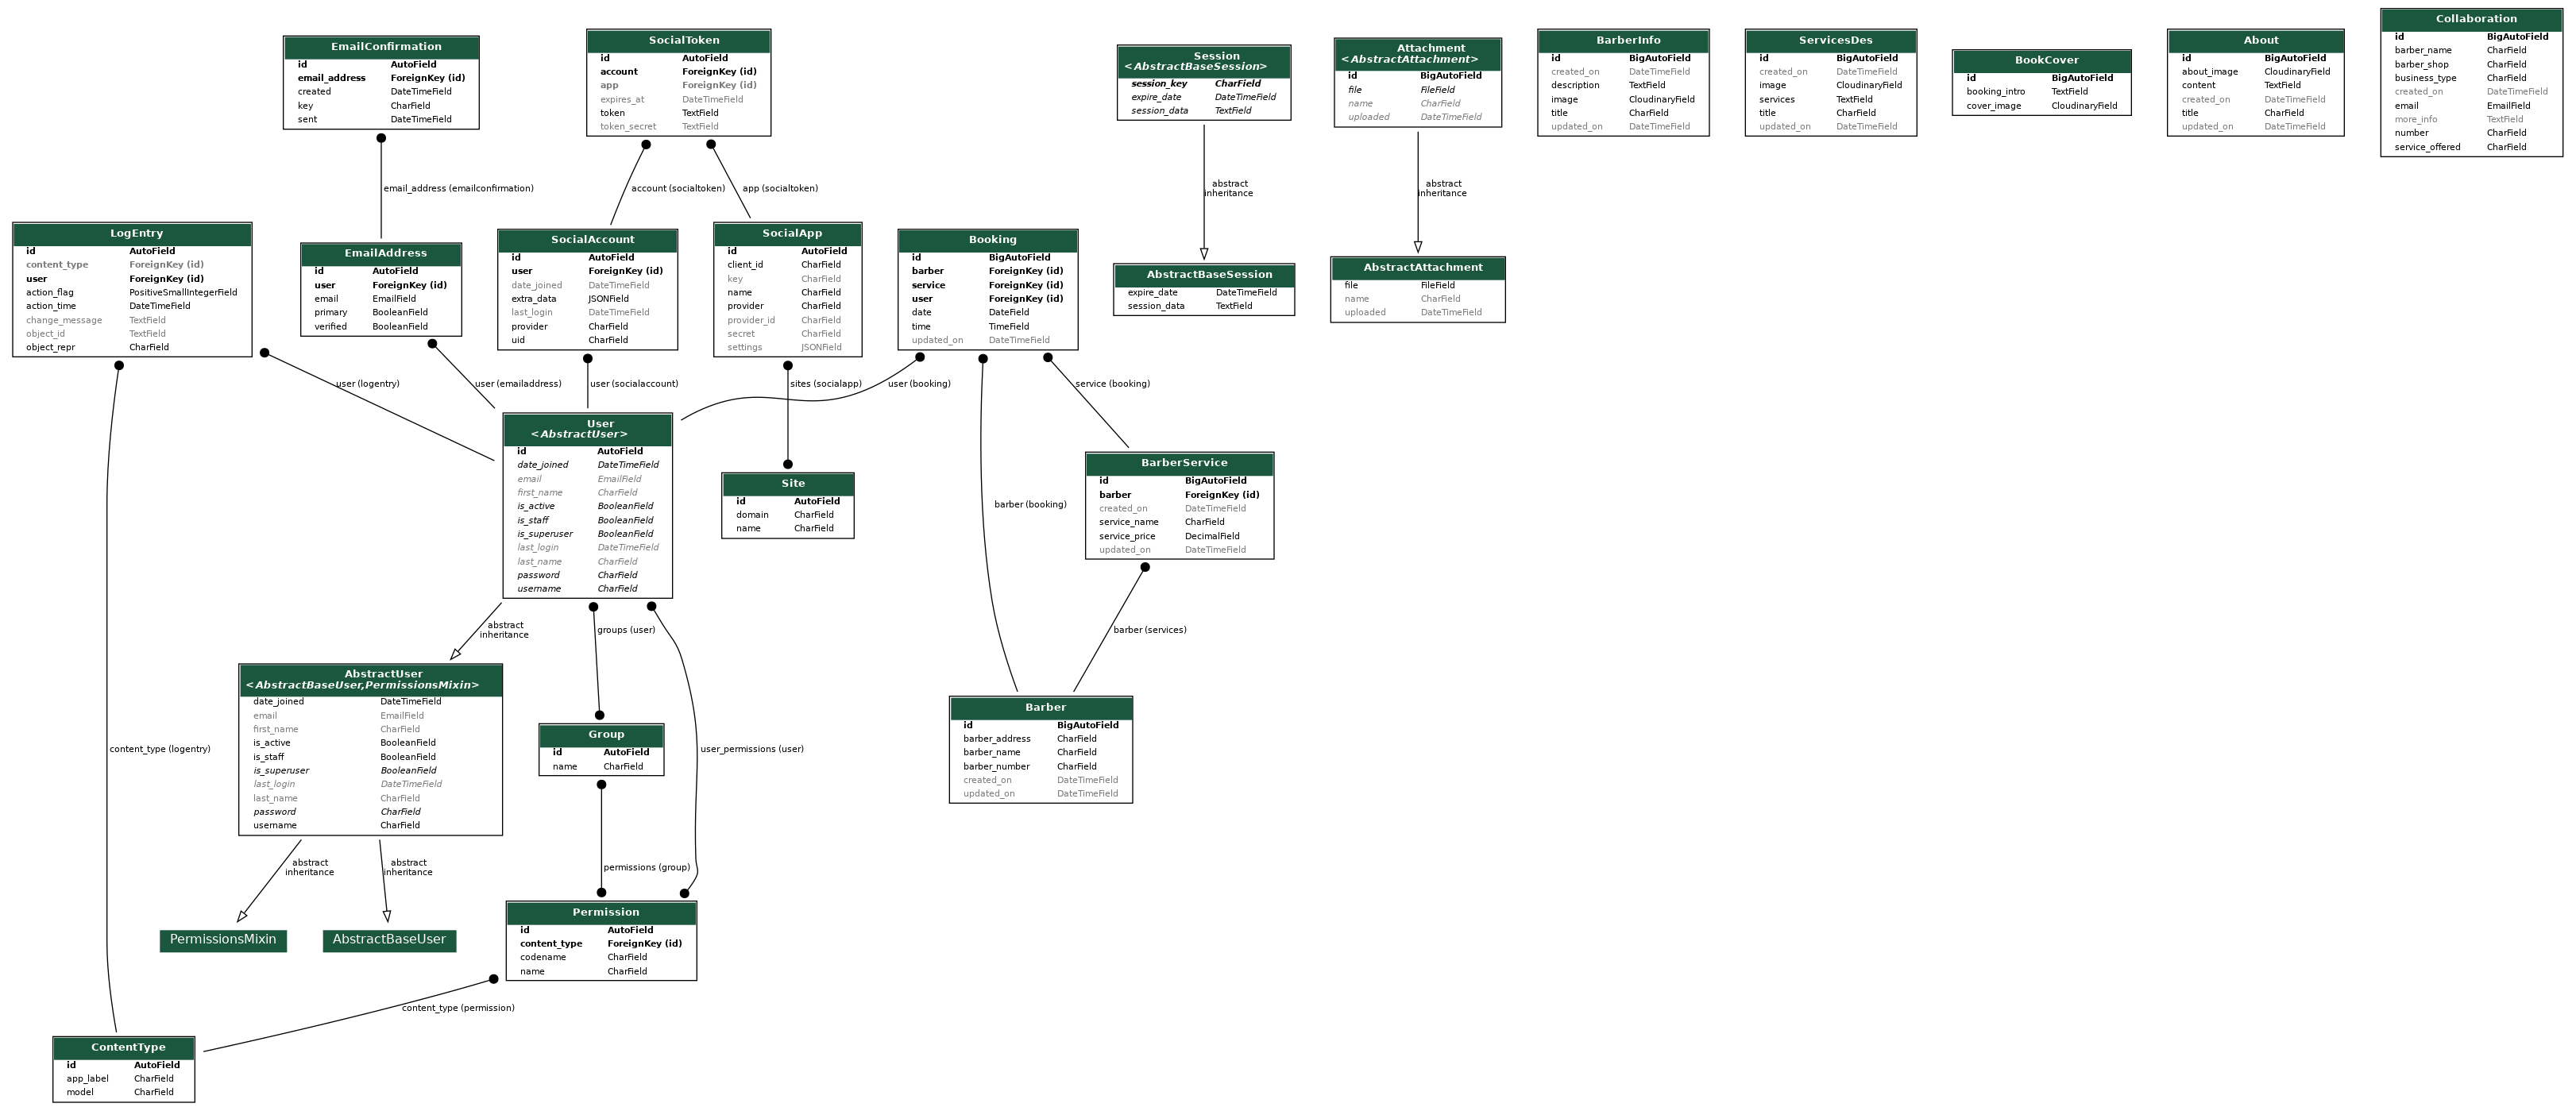 EmailConfirmation
id AutoField
email_address ForeignKey (id)
created DateTimeField
key CharField
sent DateTimeField
SocialToken
id AutoField
account ForeignKey (id)
app ForeignKey (id)
expires_at DateTimeField
token TextField
token_secret TextField
Session
<AbstractBaseSession>
session_key CharField
expire_date DateTimeField
session_data TextField
Attachment
<AbstractAttachment>
id BigAutoField
file FileField
name CharField
uploaded DateTimeField
BarberInfo
id BigAutoField
created_on DateTimeField
description TextField
image CloudinaryField
title CharField
updated_on DateTimeField
ServicesDes
id BigAutoField
created_on DateTimeField
image CloudinaryField
services TextField
title CharField
updated_on DateTimeField
BookCover
id BigAutoField
booking_intro TextField
cover_image CloudinaryField
About
id BigAutoField
about_image CloudinaryField
content TextField
created_on DateTimeField
title CharField
updated_on DateTimeField
Collaboration
id BigAutoField
barber_name CharField
barber_shop CharField
business_type CharField
created_on DateTimeField
email EmailField
more_info TextField
number CharField
service_offered CharField
email_address (emailconfirmation)
account (socialtoken)
app (socialtoken)
abstract
inheritance
abstract
inheritance
LogEntry
id AutoField
content_type ForeignKey (id)
user ForeignKey (id)
action_flag PositiveSmallIntegerField
action_time DateTimeField
change_message TextField
object_id TextField
object_repr CharField
EmailAddress
id AutoField
user ForeignKey (id)
email EmailField
primary BooleanField
verified BooleanField
SocialAccount
id AutoField
user ForeignKey (id)
date_joined DateTimeField
extra_data JSONField
last_login DateTimeField
provider CharField
uid CharField
SocialApp
id AutoField
client_id CharField
key CharField
name CharField
provider CharField
provider_id CharField
secret CharField
settings JSONField
Booking
id BigAutoField
barber ForeignKey (id)
service ForeignKey (id)
user ForeignKey (id)
date DateField
time TimeField
updated_on DateTimeField
AbstractBaseSession
expire_date DateTimeField
session_data TextField
AbstractAttachment
file FileField
name CharField
uploaded DateTimeField
user (logentry)
user (emailaddress)
user (socialaccount)
sites (socialapp)
user (booking)
service (booking)
User
<AbstractUser>
id AutoField
date_joined DateTimeField
email EmailField
first_name CharField
is_active BooleanField
is_staff BooleanField
is_superuser BooleanField
last_login DateTimeField
last_name CharField
password CharField
username CharField
Site
id AutoField
domain CharField
name CharField
barber (booking)
BarberService
id BigAutoField
barber ForeignKey (id)
created_on DateTimeField
service_name CharField
service_price DecimalField
updated_on DateTimeField
abstract
inheritance
groups (user)
barber (services)
AbstractUser
<AbstractBaseUser,PermissionsMixin>
date_joined DateTimeField
email EmailField
first_name CharField
is_active BooleanField
is_staff BooleanField
is_superuser BooleanField
last_login DateTimeField
last_name CharField
password CharField
username CharField
Group
id AutoField
name CharField
Barber
id BigAutoField
barber_address CharField
barber_name CharField
barber_number CharField
created_on DateTimeField
updated_on DateTimeField
content_type (logentry)
user_permissions (user)
abstract
inheritance
abstract
inheritance
permissions (group)
PermissionsMixin
AbstractBaseUser
Permission
id AutoField
content_type ForeignKey (id)
codename CharField
name CharField
content_type (permission)
ContentType
id AutoField
app_label CharField
model CharField